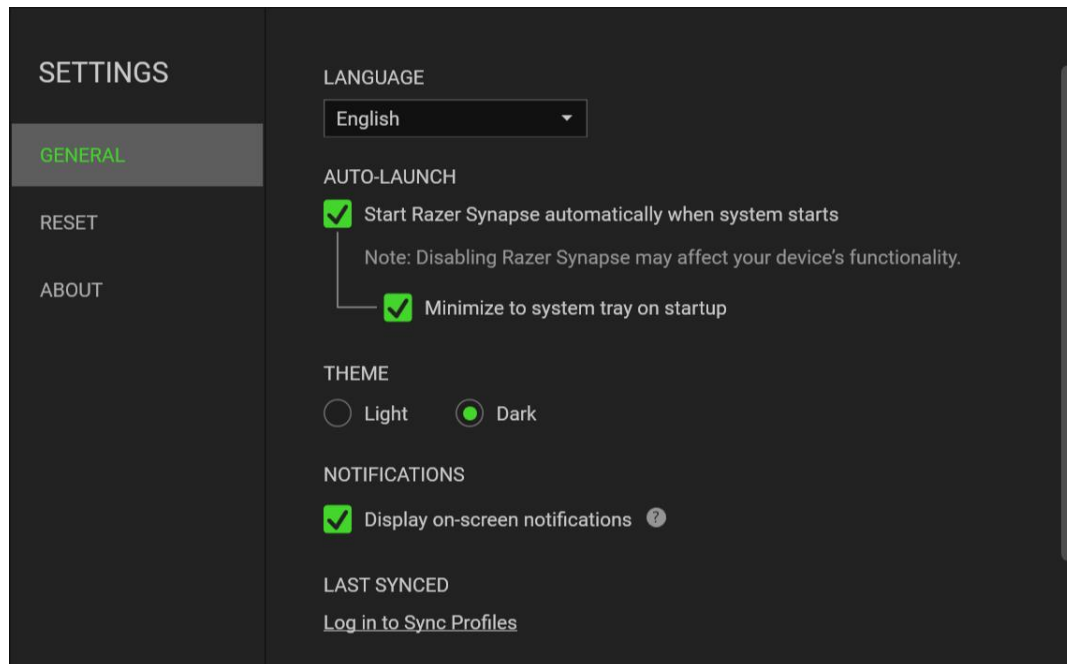 SETTINGS
GENERAL
RESET
ABOUT
LANGUAGE
English
AUTO-LAUNCH
Start Razer Synapse automatically when system starts
Note: Disabling Razer Synapse may affect your device’s functionality.
Minimize to system tray on startup
THEME
Light Dark
NOTIFICATIONS
Display on-screen notifications ?
LAST SYNCED
Log in to Sync Profiles